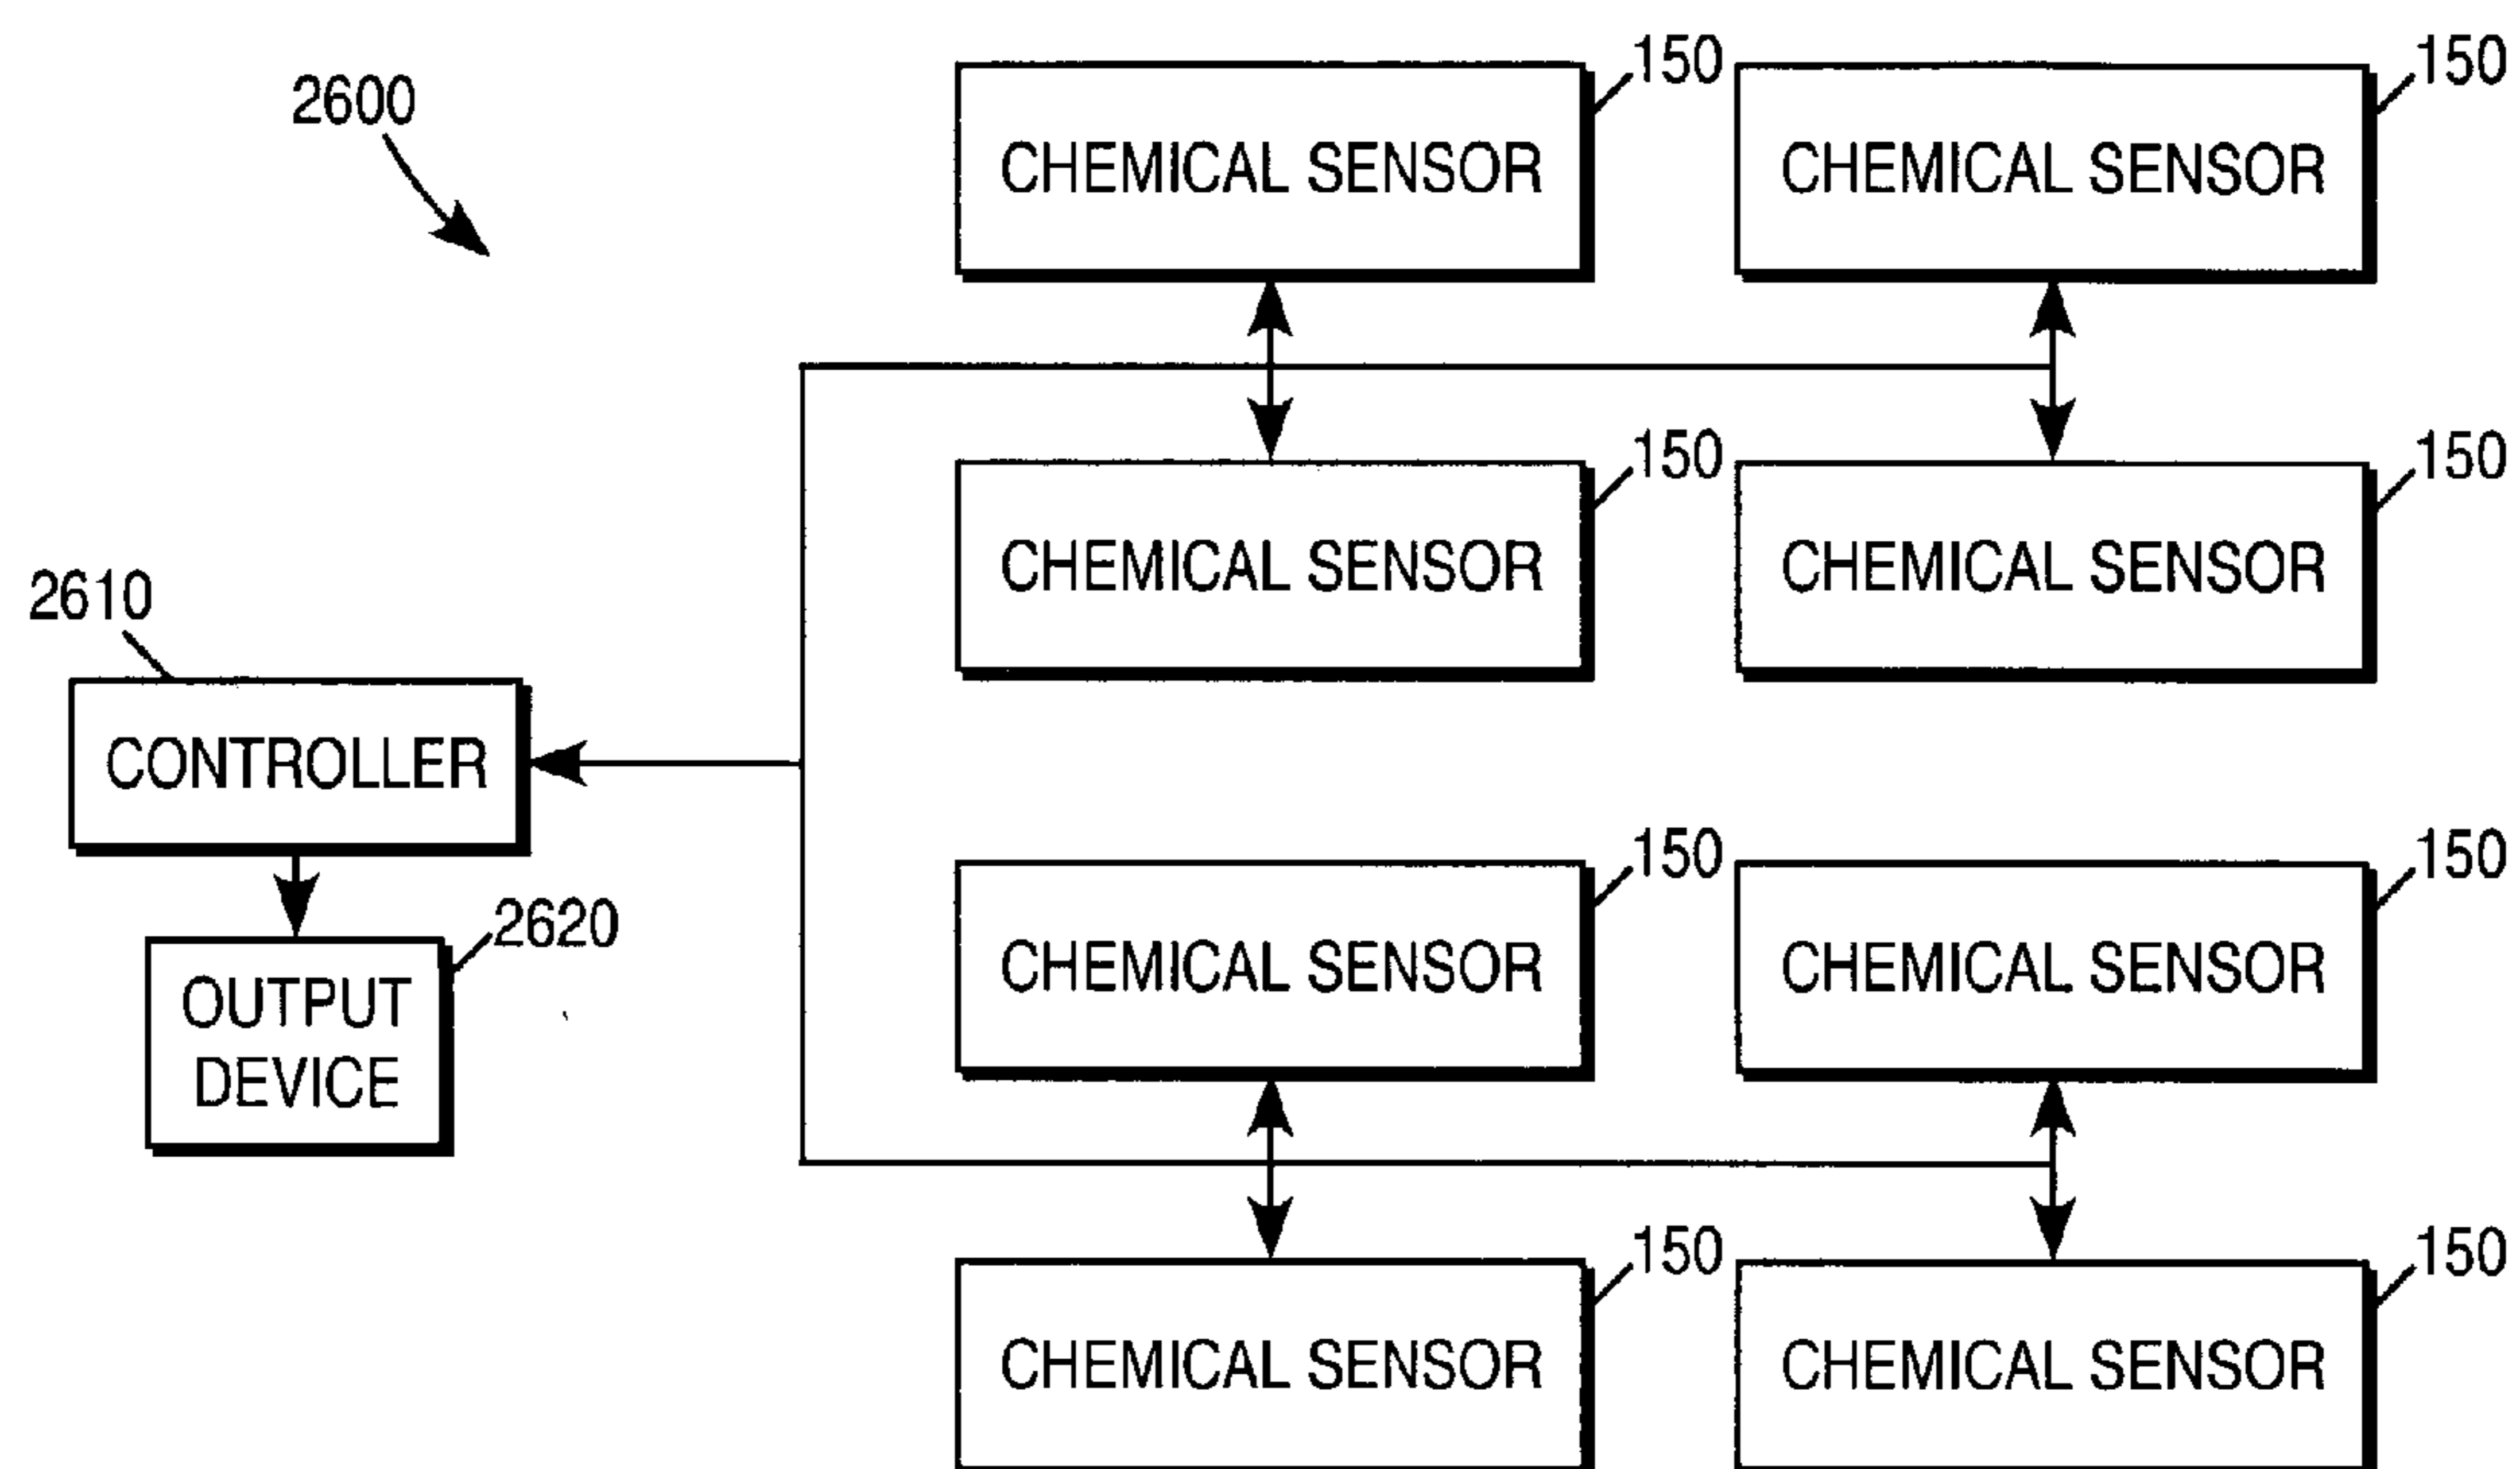 150
150
2600
CHEMICAL SENSOR
CHEMICAL SENSOR
150
150
CHEMICAL SENSOR
CHEMICAL SENSOR
2610
CONTROLLER
150
150
2620
CHEMICAL SENSOR
CHEMICAL SENSOR
OUTPUT
DEVICE
150
150
CHEMICAL SENSOR
CHEMICAL SENSOR